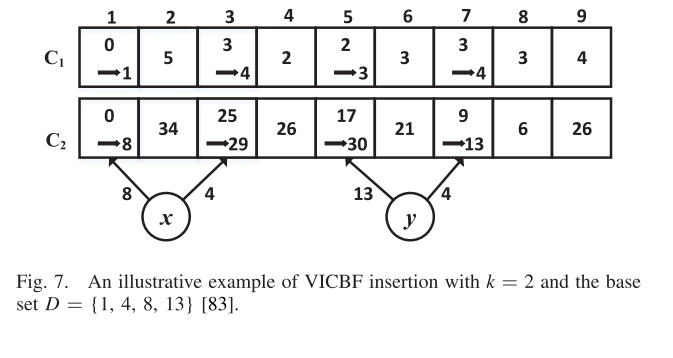 1 2 3 4 5 6 7 8 9
C₁ 0 →1 5 3 →4 2 2 →3 3 3 →4 3 4
C₂ 0 →8 34 25 →29 26 17 →30 21 9 →13 6 26
8 4 13 4
x y
Fig. 7. An illustrative example of VICBF insertion with k = 2 and the base
set D = {1, 4, 8, 13} [83].